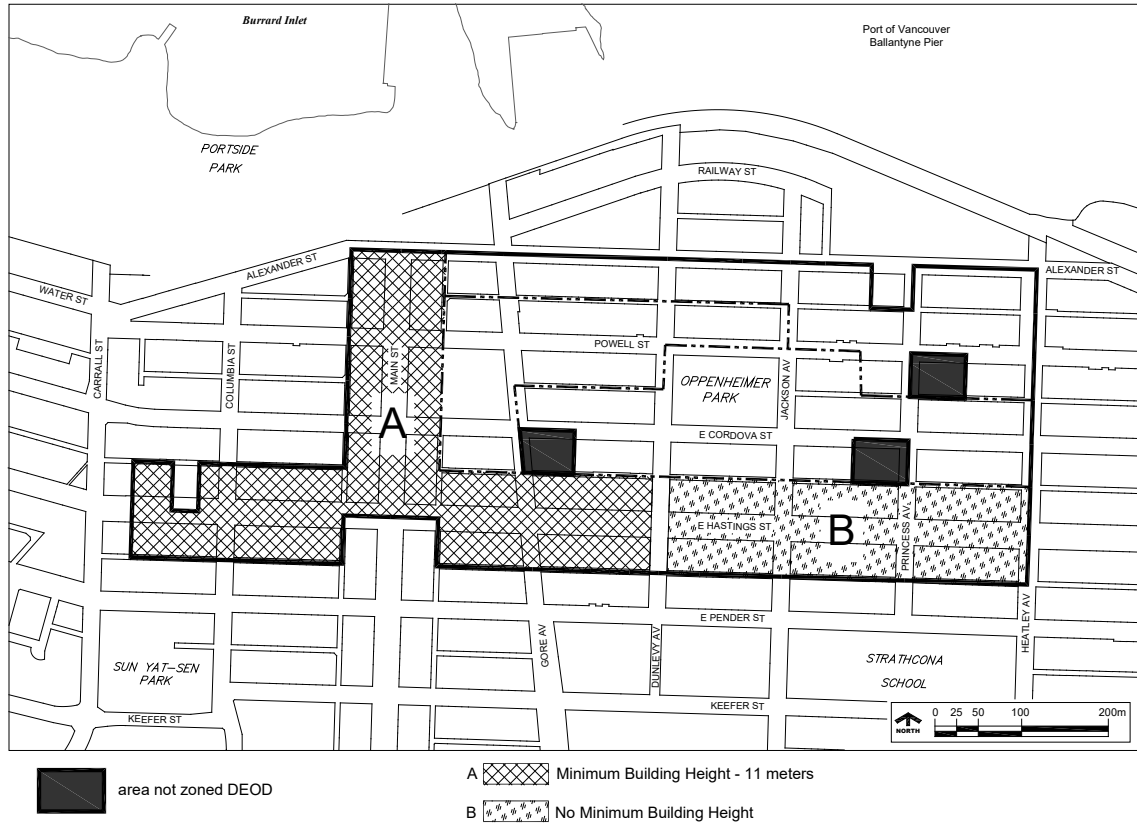 Burrard Inlet
Port of Vancouver
Ballantyne Pier
PORTSIDE
PARK
RAILWAY ST
ALEXANDER ST
ALEXANDER ST
WATER ST
CARRALL ST
COLUMBIA ST
MAIN ST
POWELL ST
JACKSON AV
OPPENHEIMER
PARK
A
E CORDOVA ST
E HASTINGS ST
B
PRINCESS AV
E PENDER ST
HEATLEY AV
GORE AV
DUNLEVY AV
SUN YAT-SEN
PARK
STRATHCONA
SCHOOL
KEEFER ST
KEEFER ST
NORTH
0 25 50 100 200m
area not zoned DEOD
A Minimum Building Height - 11 meters
B No Minimum Building Height